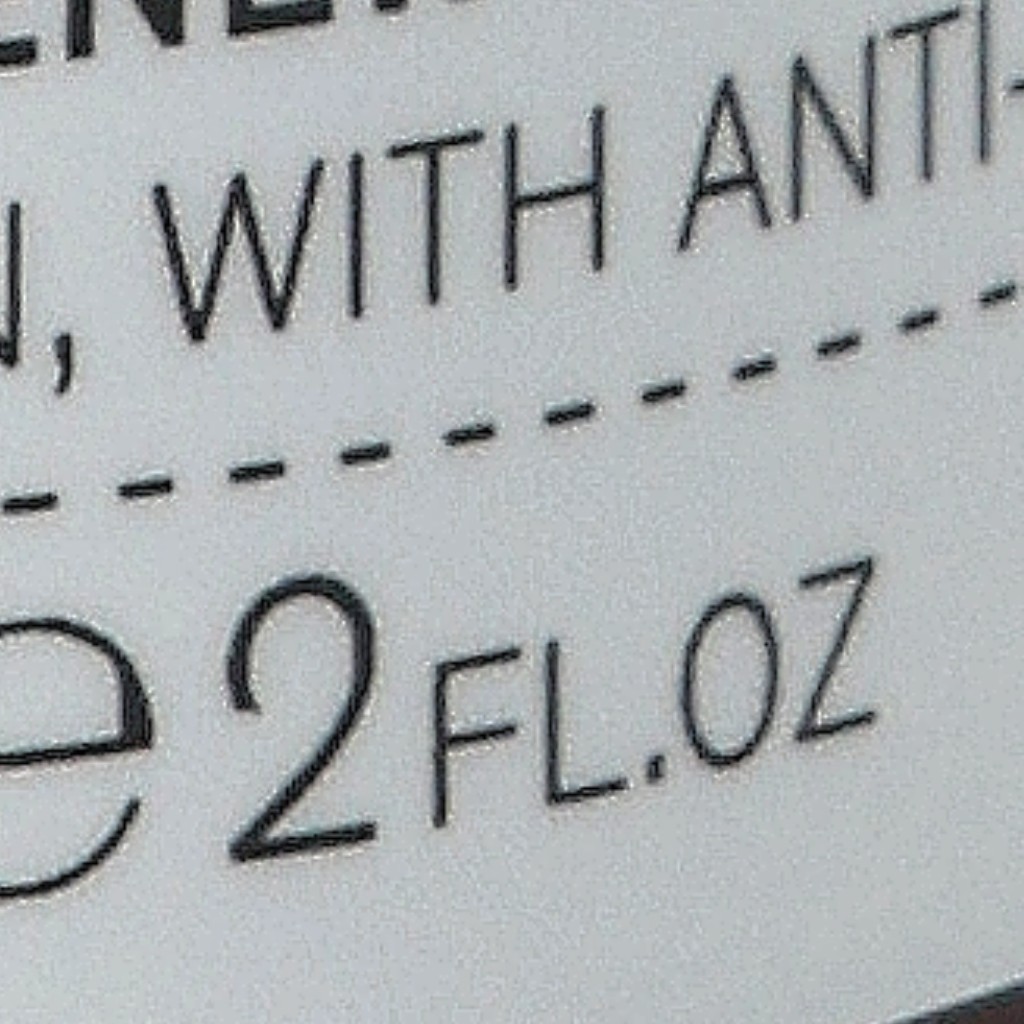 , WITH ANTI-
℮ 2 FL.OZ